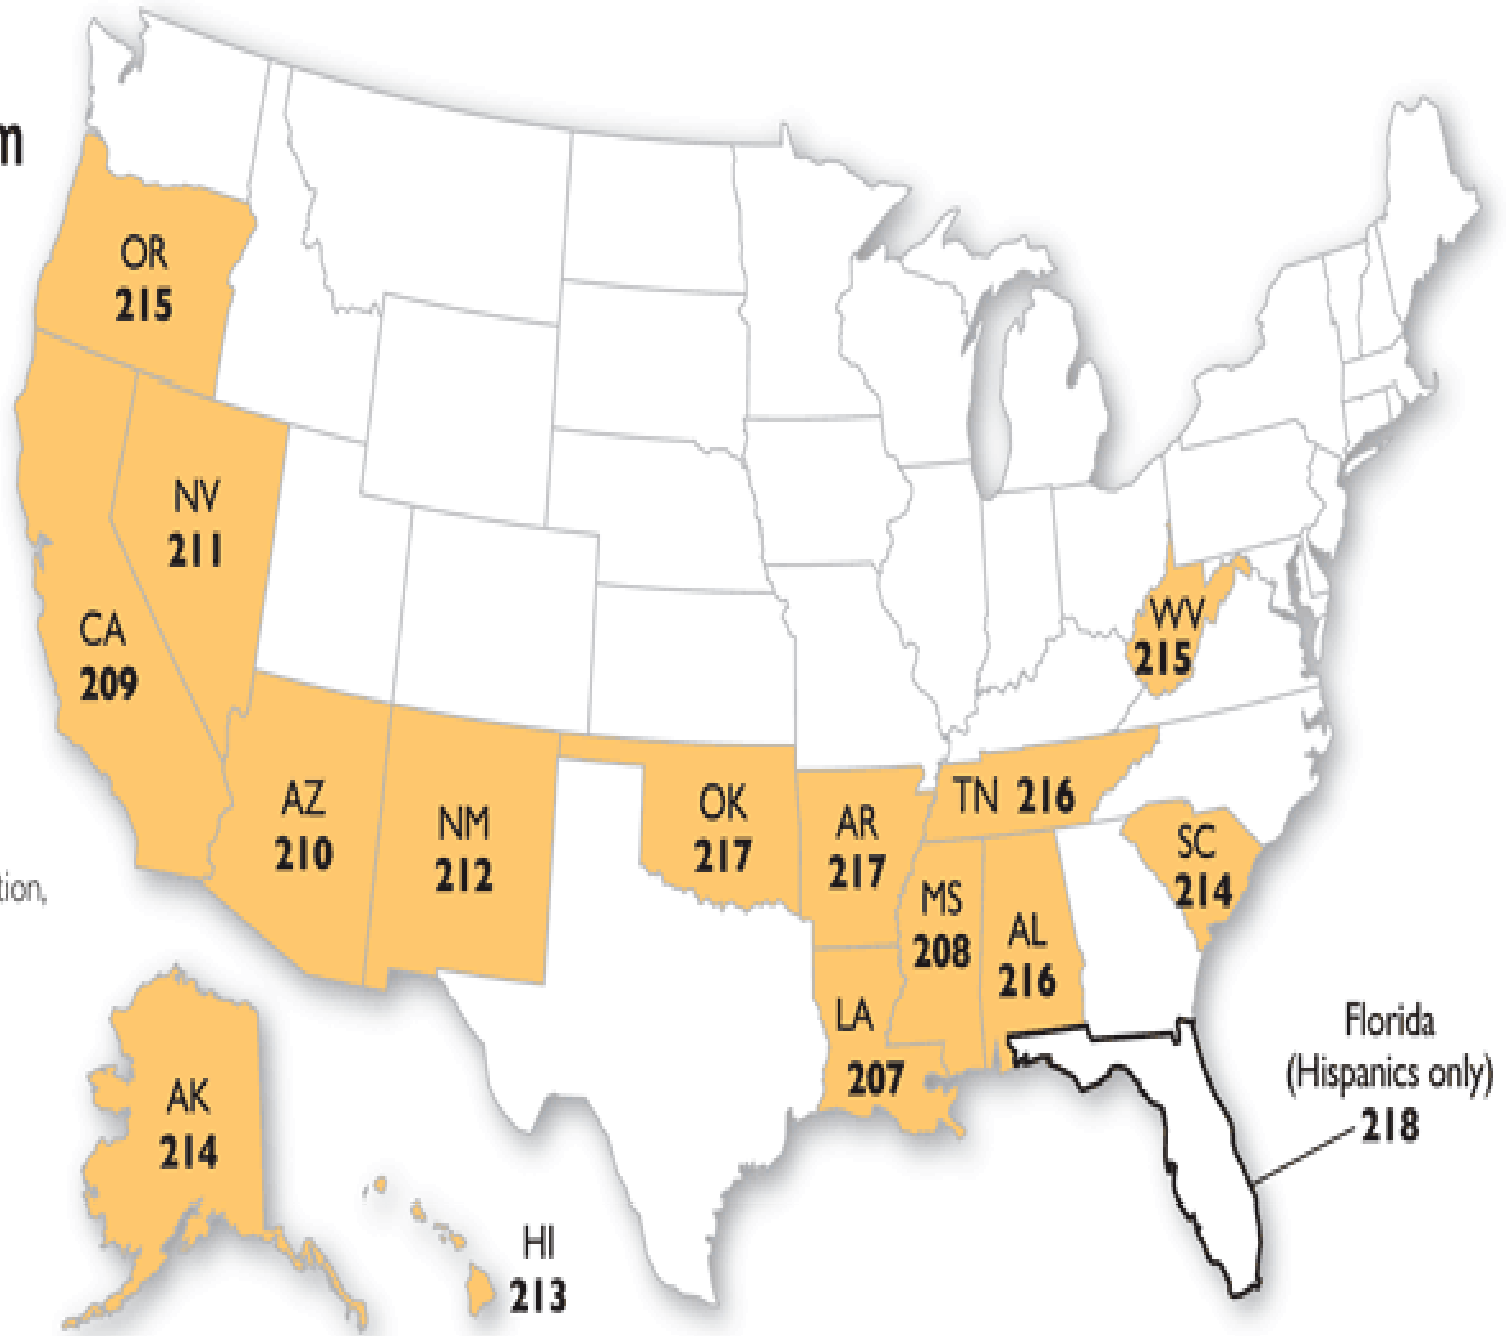 m
OR
215
NV
211
CA
209
AZ
210
NM
212
OK
217
AR
217
TN 216
MS
208
AL
216
LA
207
SC
214
WV
215
tion,
AK
214
HI
213
Florida
(Hispanics only)
218